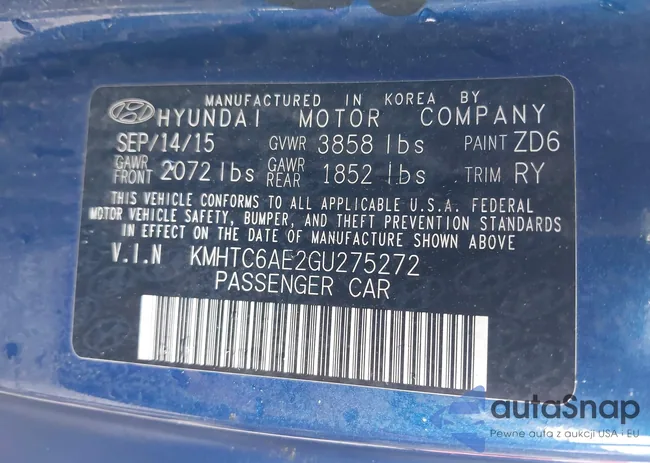 MANUFACTURED IN KOREA BY
HYUNDAI MOTOR COMPANY
SEP/14/15 GVWR 3858 lbs PAINT ZD6
GAWR FRONT 2072 lbs GAWR REAR 1852 lbs TRIM RY
THIS VEHICLE CONFORMS TO ALL APPLICABLE U.S.A. FEDERAL
MOTOR VEHICLE SAFETY, BUMPER, AND THEFT PREVENTION STANDARDS
IN EFFECT ON THE DATE OF MANUFACTURE SHOWN ABOVE
V.I.N KMHTC6AE2GU275272
PASSENGER CAR
autaSnap
Pewne auta z aukcji USA i EU